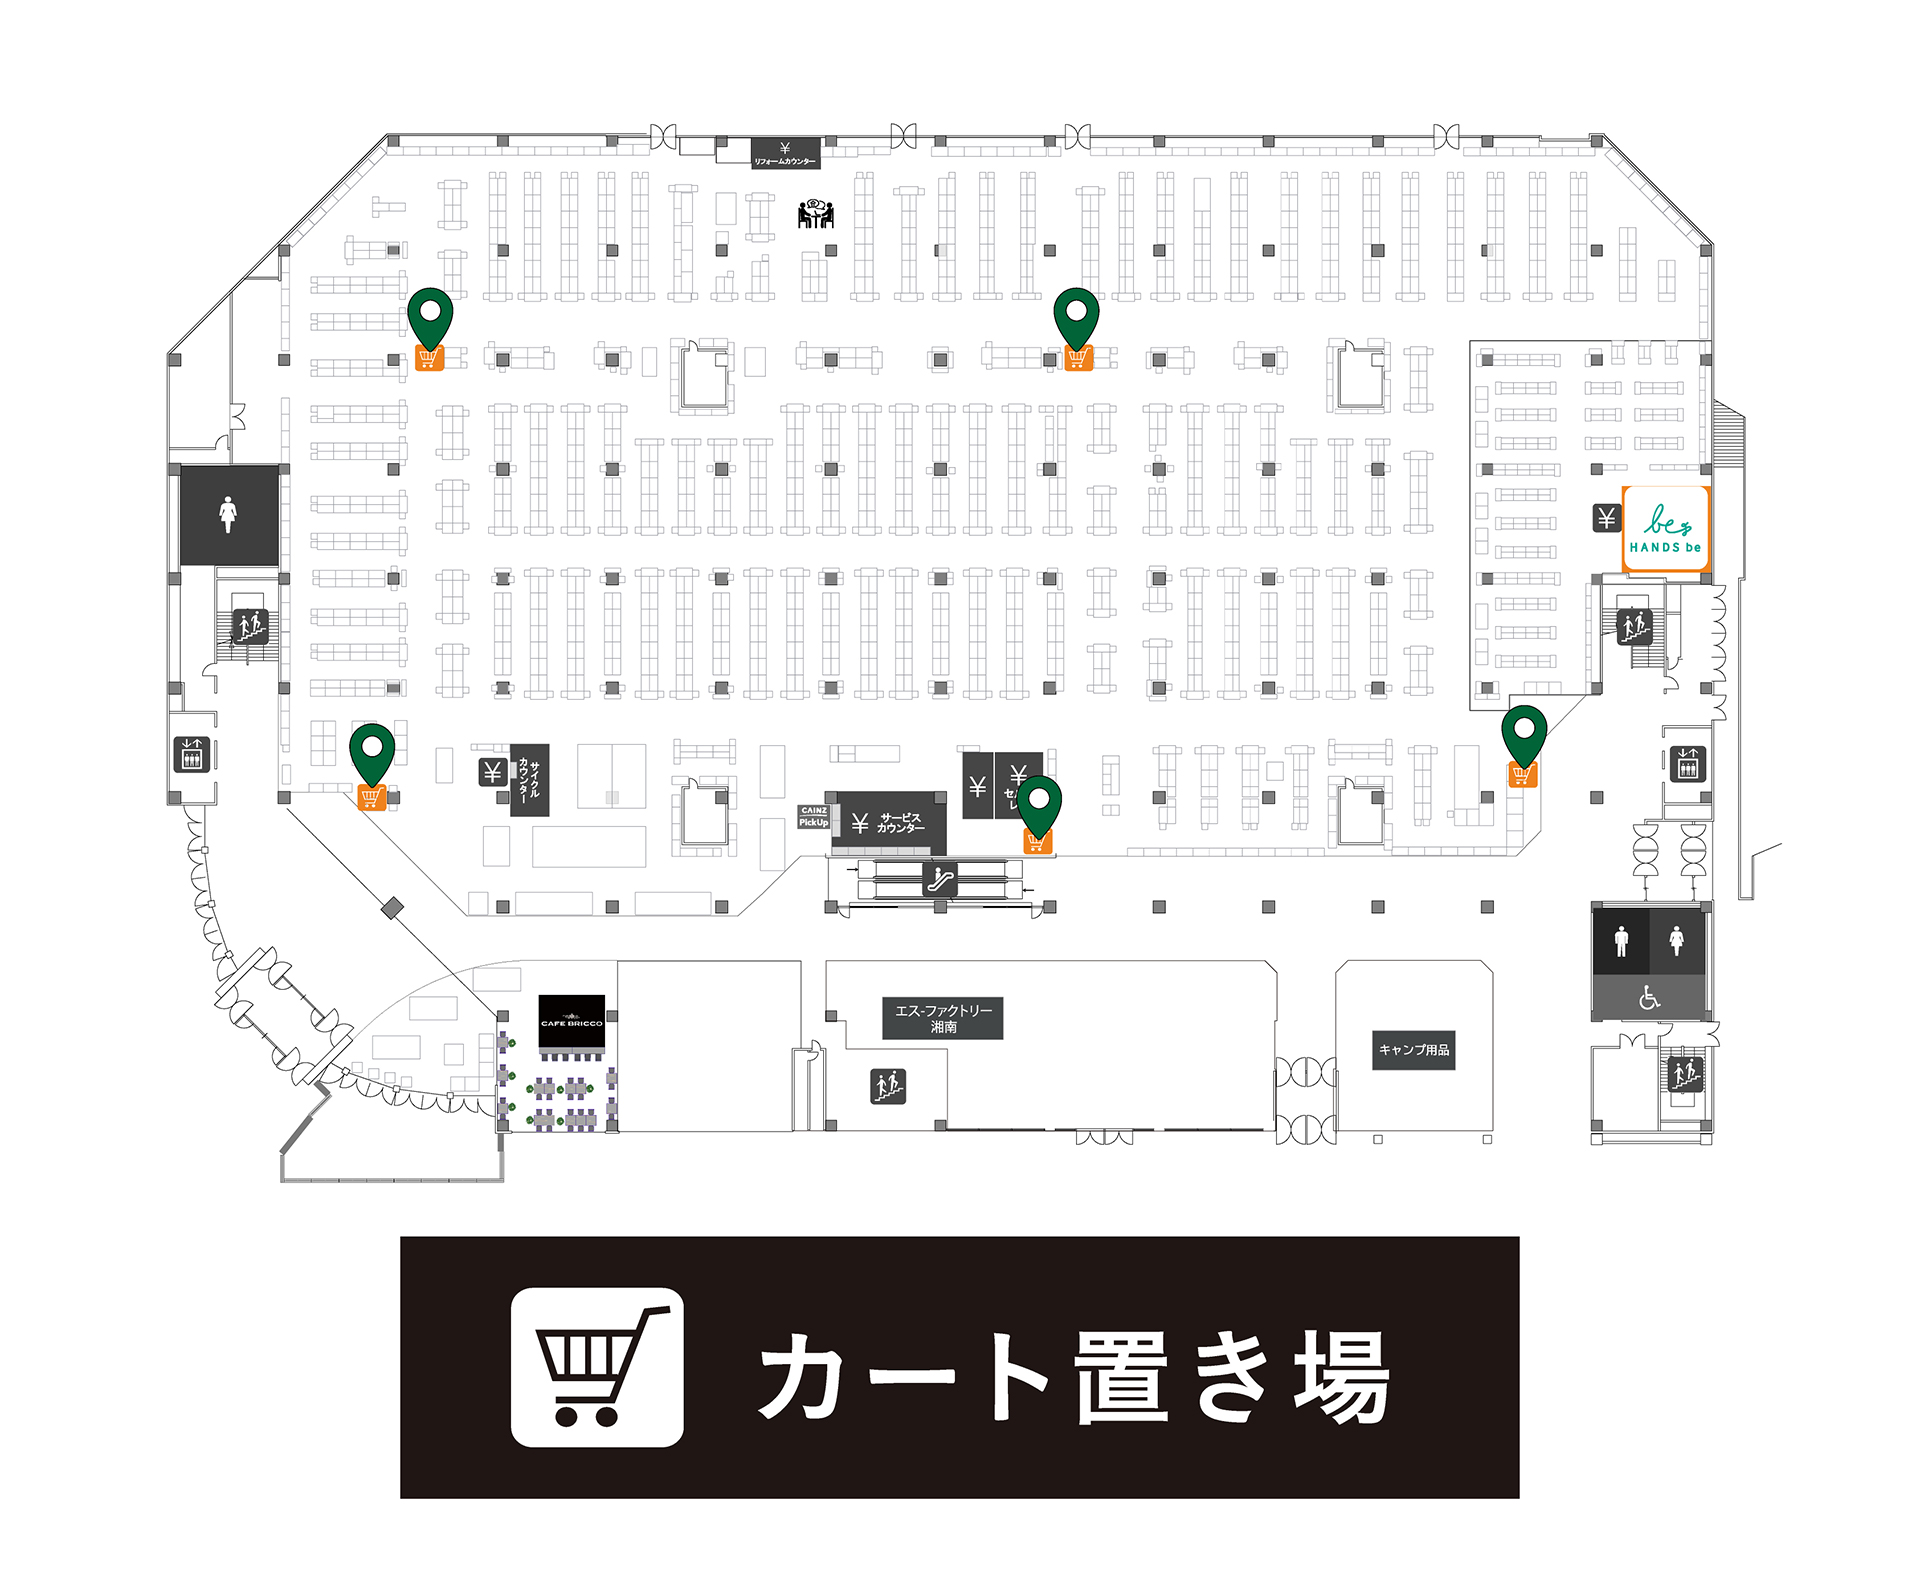 ¥
リフォームカウンター
¥
be
HANDS be
¥
サイクル
カウンター
¥
¥
セ
レ
CAINZ
PickUp
¥
サービス
カウンター
CAFE BRICCO
エス-ファクトリー
湘南
キャンプ用品
カート置き場